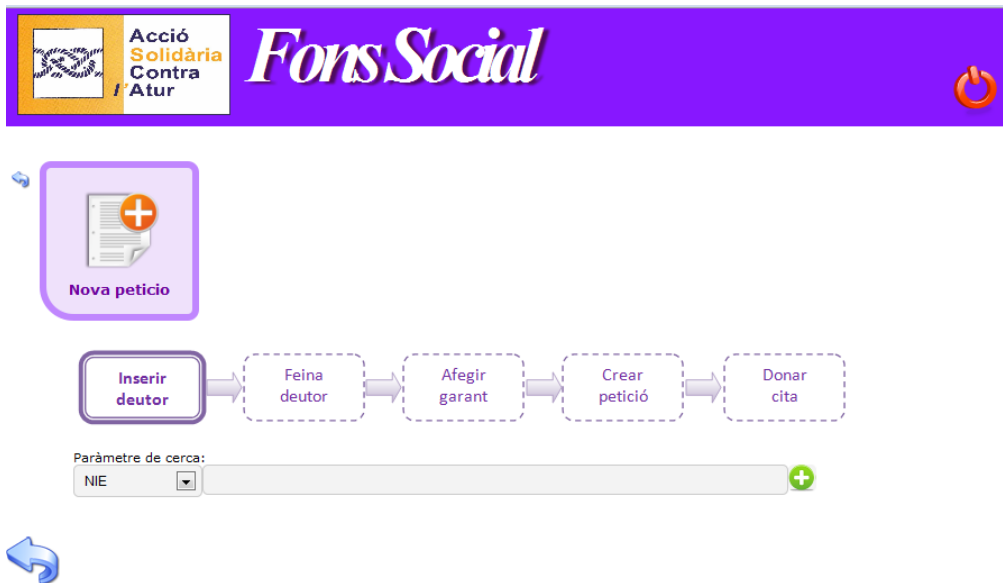 Acció
Solidària
Contra
l'Atur
Fons Social
Nova peticio
Inserir
deutor
Feina
deutor
Afegir
garant
Crear
petició
Donar
cita
Paràmetre de cerca:
NIE